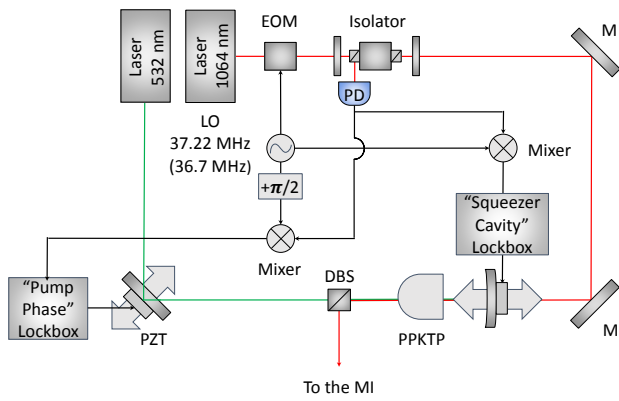 Laser
532 nm
Laser
1064 nm
EOM
Isolator
M
PD
LO
37.22 MHz
(36.7 MHz)
+π/2
Mixer
"Squeezer
Cavity"
Lockbox
Mixer
"Pump
Phase"
Lockbox
PZT
DBS
PPKTP
M
To the MI